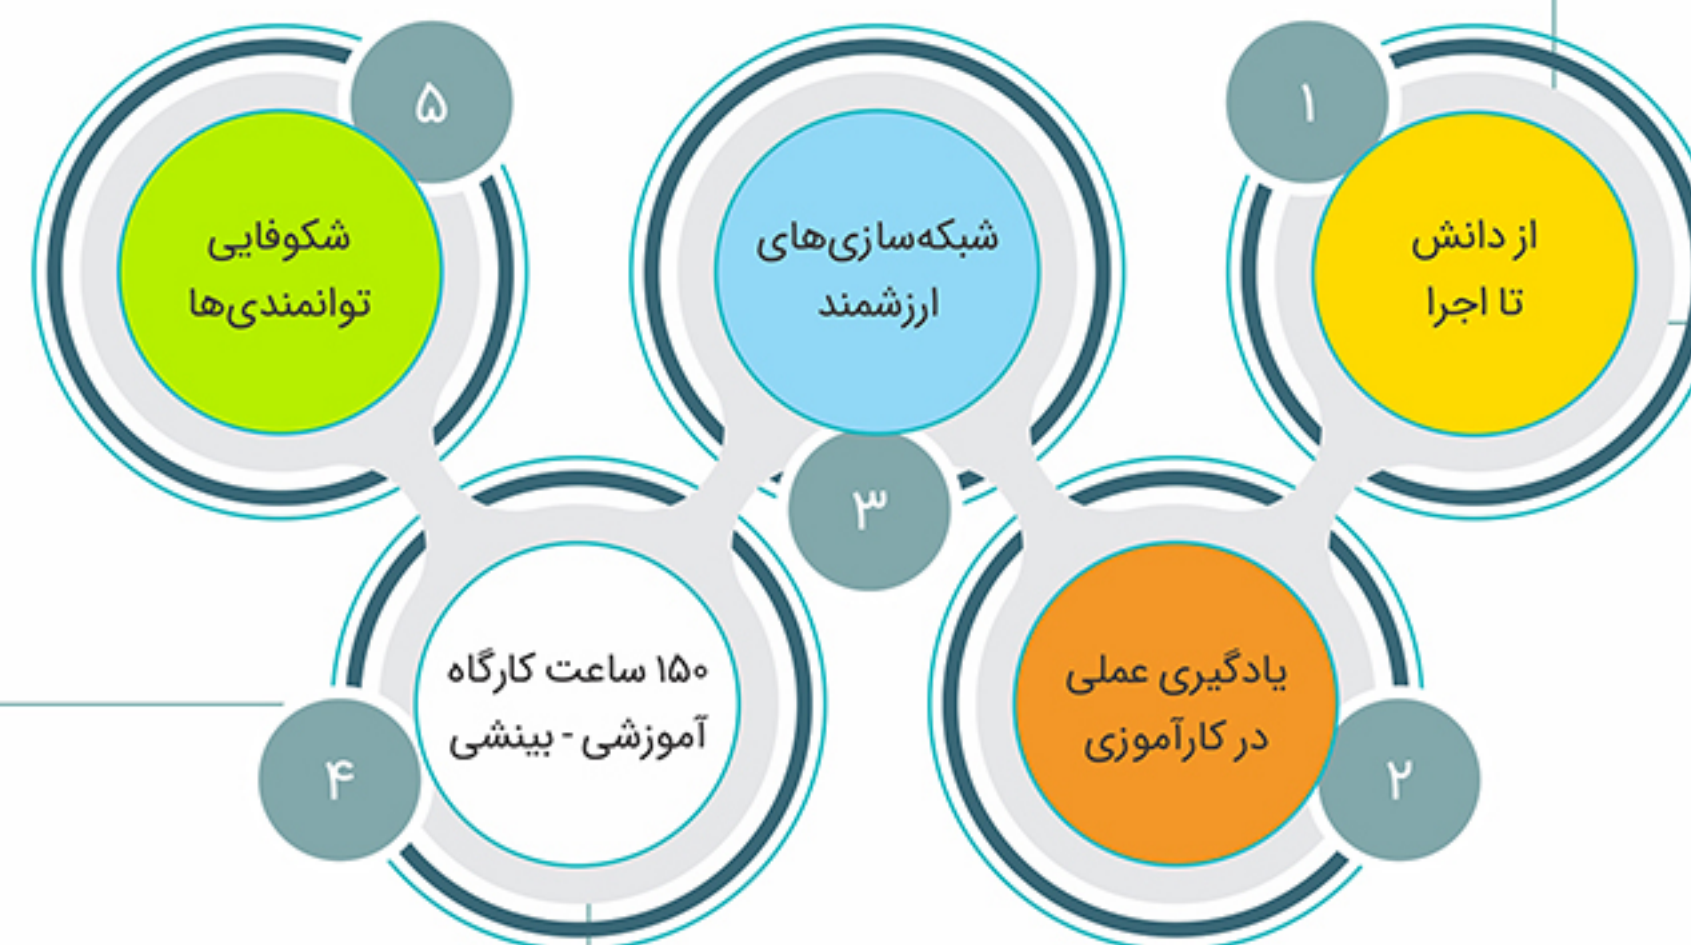 ۱
از دانش
تا اجرا
۲
یادگیری عملی
در کارآموزی
۳
شبکه‌سازی‌های
ارزشمند
۴
۱۵۰ ساعت کارگاه
آموزشی - بینشی
۵
شکوفایی
توانمندی‌ها